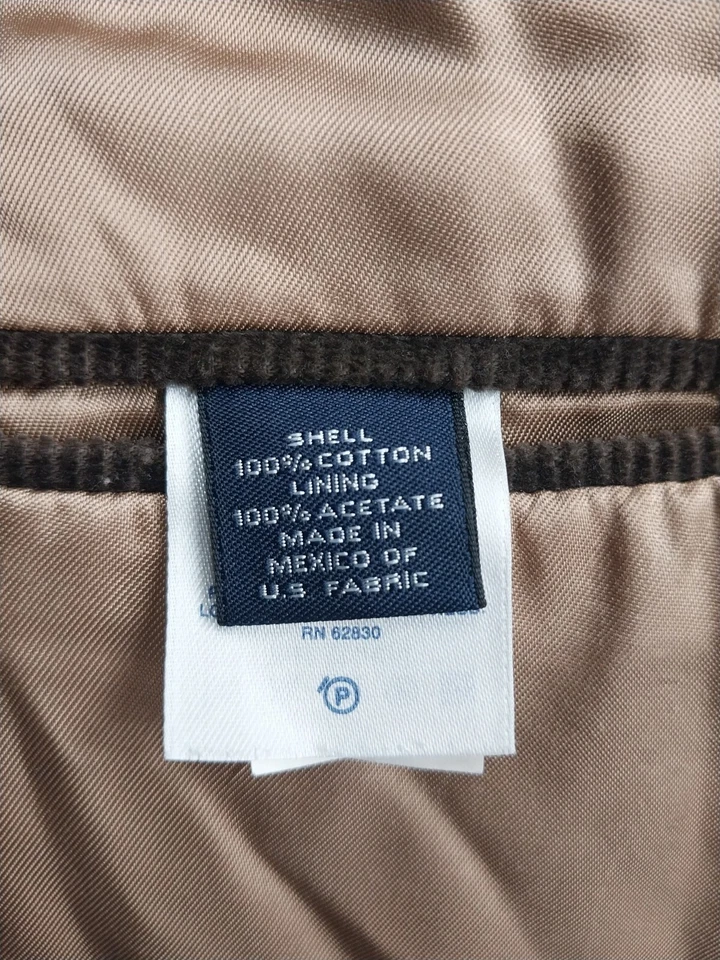 SHELL
100% COTTON
LINING
100% ACETATE
MADE IN
MEXICO OF
U.S FABRIC
RN 62830
P